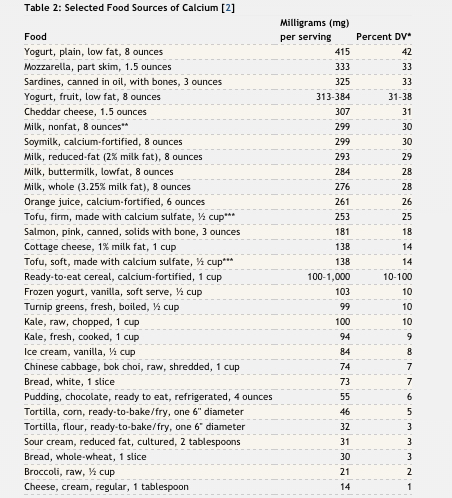 Table 2: Selected Food Sources of Calcium [2]
Milligrams (mg)
Food per serving Percent DV*
Yogurt, plain, low fat, 8 ounces 415 42
Mozzarella, part skim, 1.5 ounces 333 33
Sardines, canned in oil, with bones, 3 ounces 325 33
Yogurt, fruit, low fat, 8 ounces 313-384 31-38
Cheddar cheese, 1.5 ounces 307 31
Milk, nonfat, 8 ounces** 299 30
Soymilk, calcium-fortified, 8 ounces 299 30
Milk, reduced-fat (2% milk fat), 8 ounces 293 29
Milk, buttermilk, lowfat, 8 ounces 284 28
Milk, whole (3.25% milk fat), 8 ounces 276 28
Orange juice, calcium-fortified, 6 ounces 261 26
Tofu, firm, made with calcium sulfate, ½ cup*** 253 25
Salmon, pink, canned, solids with bone, 3 ounces 181 18
Cottage cheese, 1% milk fat, 1 cup 138 14
Tofu, soft, made with calcium sulfate, ½ cup*** 138 14
Ready-to-eat cereal, calcium-fortified, 1 cup 100-1,000 10-100
Frozen yogurt, vanilla, soft serve, ½ cup 103 10
Turnip greens, fresh, boiled, ½ cup 99 10
Kale, raw, chopped, 1 cup 100 10
Kale, fresh, cooked, 1 cup 94 9
Ice cream, vanilla, ½ cup 84 8
Chinese cabbage, bok choi, raw, shredded, 1 cup 74 7
Bread, white, 1 slice 73 7
Pudding, chocolate, ready to eat, refrigerated, 4 ounces 55 6
Tortilla, corn, ready-to-bake/fry, one 6" diameter 46 5
Tortilla, flour, ready-to-bake/fry, one 6" diameter 32 3
Sour cream, reduced fat, cultured, 2 tablespoons 31 3
Bread, whole-wheat, 1 slice 30 3
Broccoli, raw, ½ cup 21 2
Cheese, cream, regular, 1 tablespoon 14 1